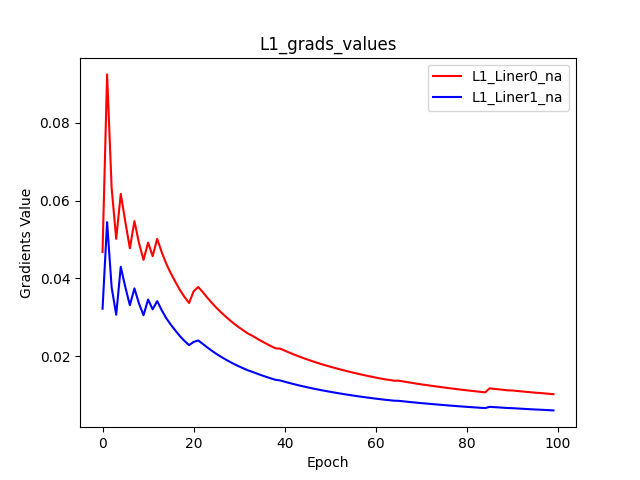 L1_grads_values
L1_Liner0_na
L1_Liner1_na
Gradients Value
0.08
0.06
0.04
0.02
0
20
40
60
80
100
Epoch